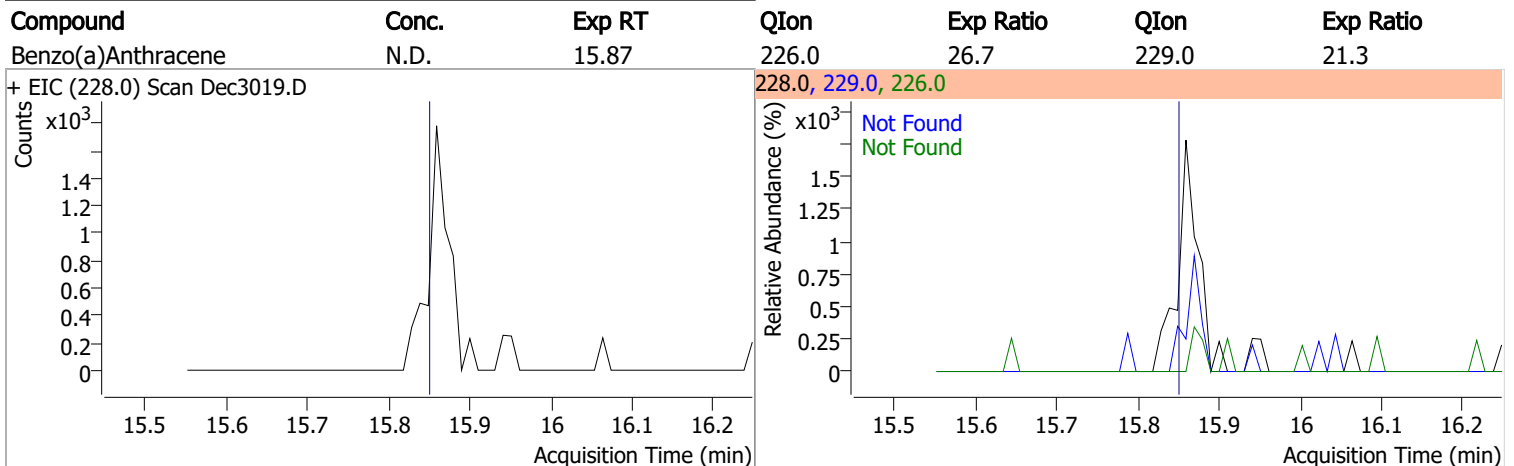 Compound Conc. Exp RT QIon Exp Ratio QIon Exp Ratio
Benzo(a)Anthracene N.D. 15.87 226.0 26.7 229.0 21.3
+ EIC (228.0) Scan Dec3019.D
Counts
x10³
1.4
1.2
1
0.8
0.6
0.4
0.2
0
15.5 15.6 15.7 15.8 15.9 16 16.1 16.2
Acquisition Time (min)
228.0, 229.0, 226.0
Relative Abundance (%)
x10³
Not Found
Not Found
1.5
1.25
1
0.75
0.5
0.25
0
15.5 15.6 15.7 15.8 15.9 16 16.1 16.2
Acquisition Time (min)